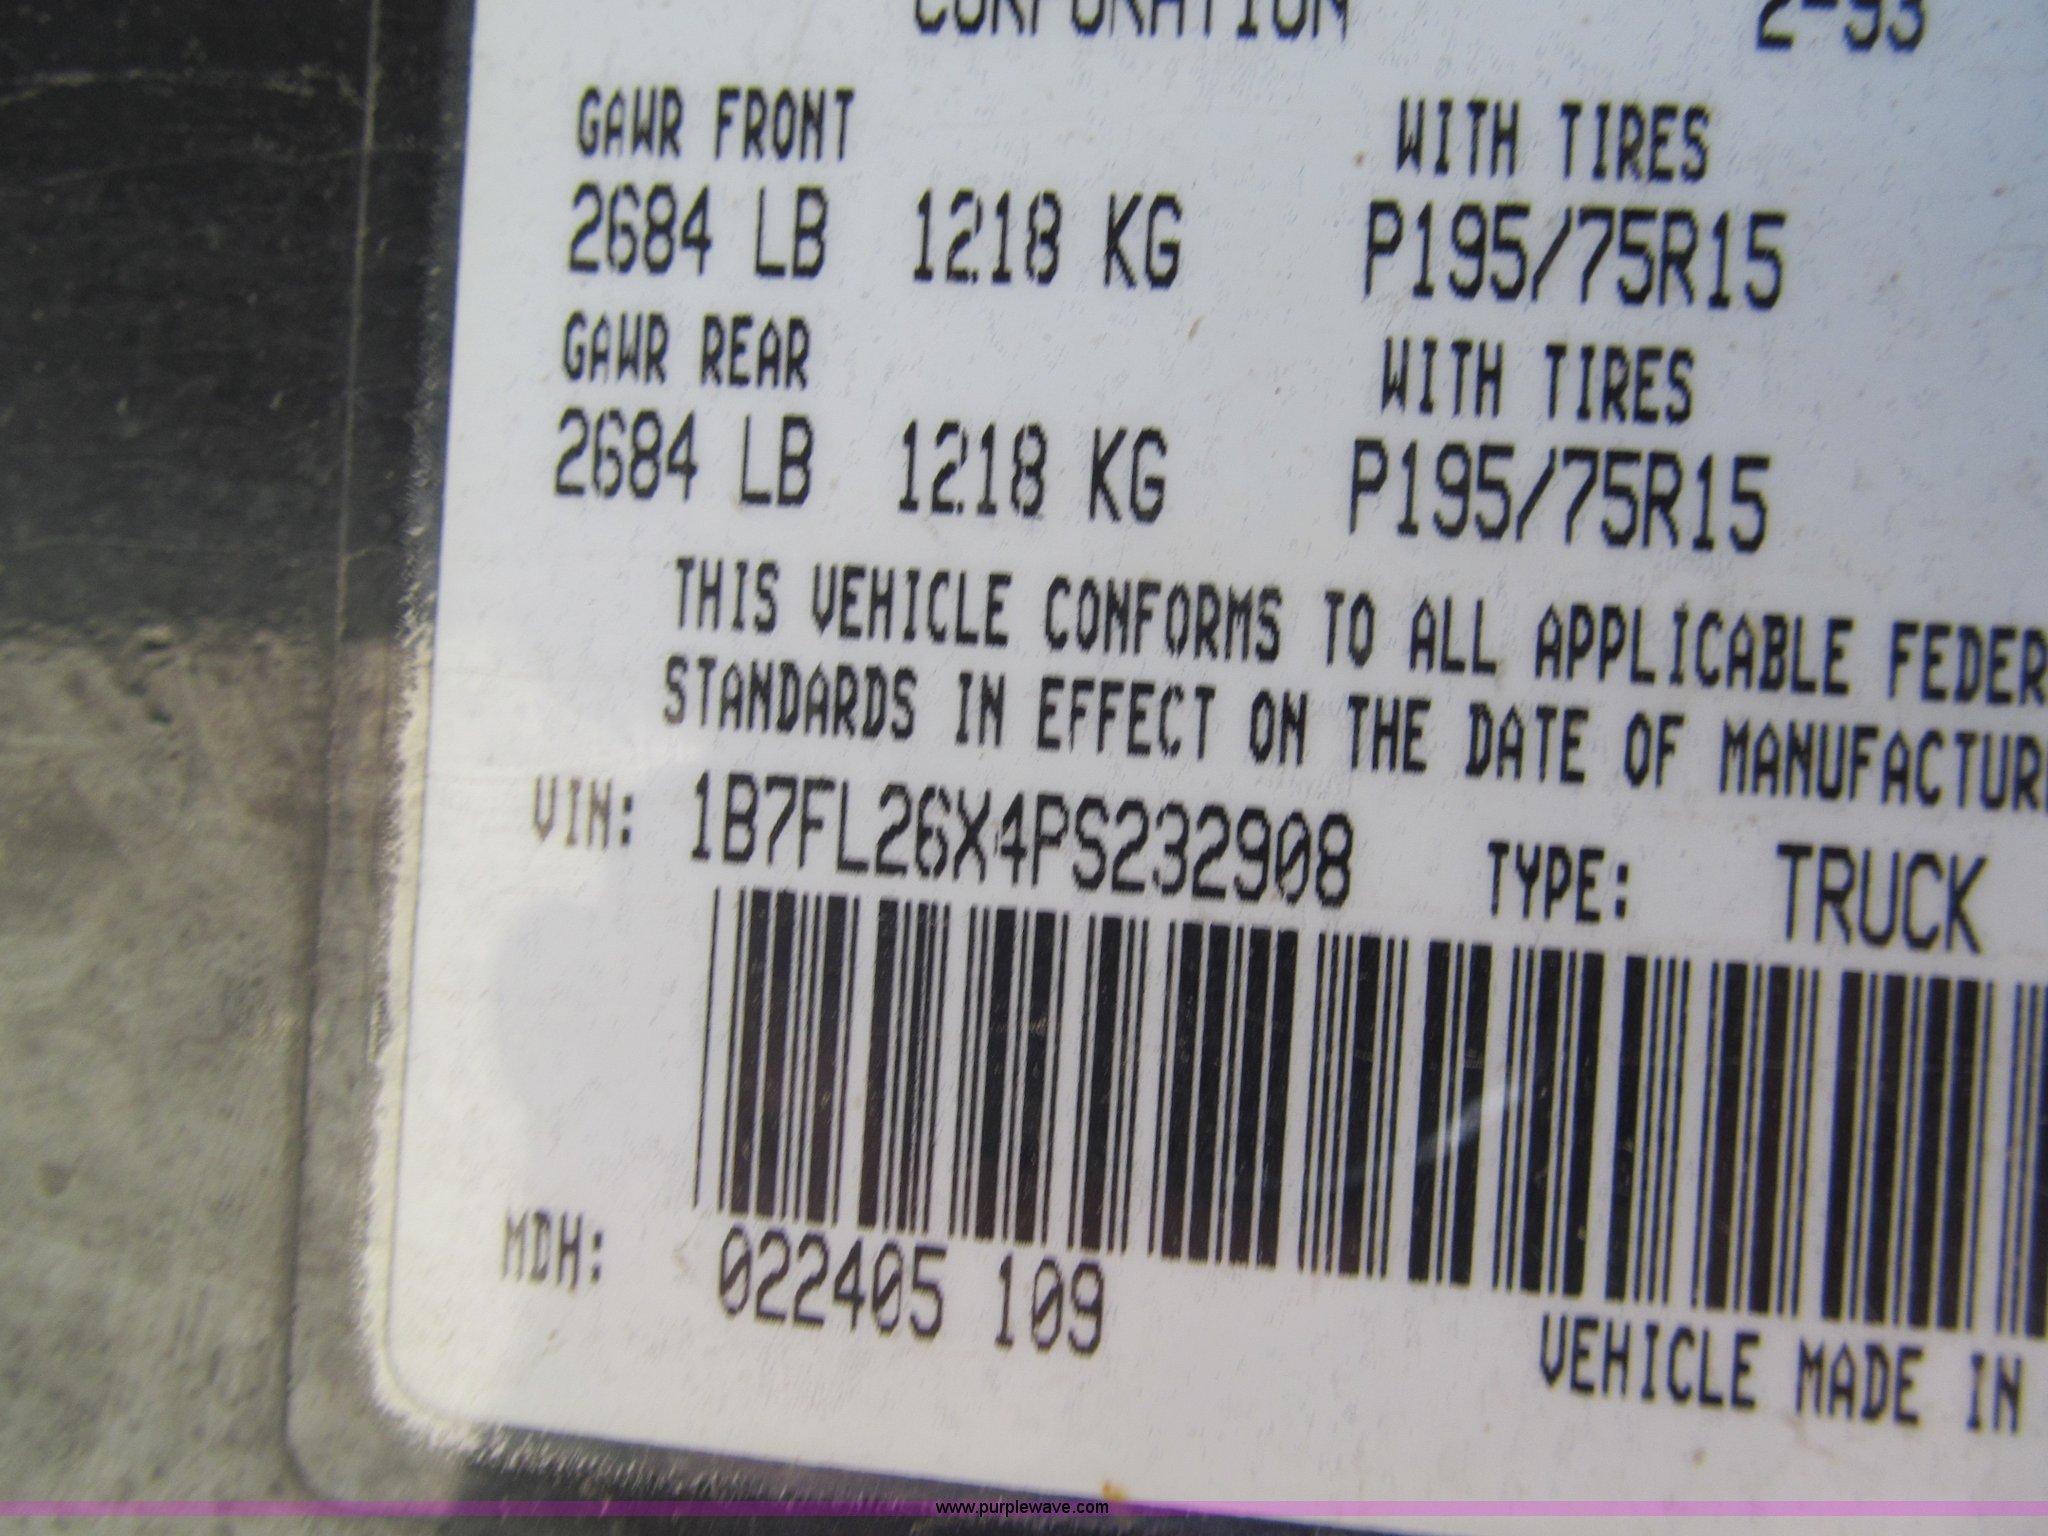 CORPORATION 2-93
GAWR FRONT WITH TIRES
2684 LB 1218 KG P195/75R15
GAWR REAR WITH TIRES
2684 LB 1218 KG P195/75R15
THIS VEHICLE CONFORMS TO ALL APPLICABLE FEDER
STANDARDS IN EFFECT ON THE DATE OF MANUFACTUR
VIN: 1B7FL26X4PS232908 TYPE: TRUCK
MDH: 022405 109
VEHICLE MADE IN
www.purplewave.com